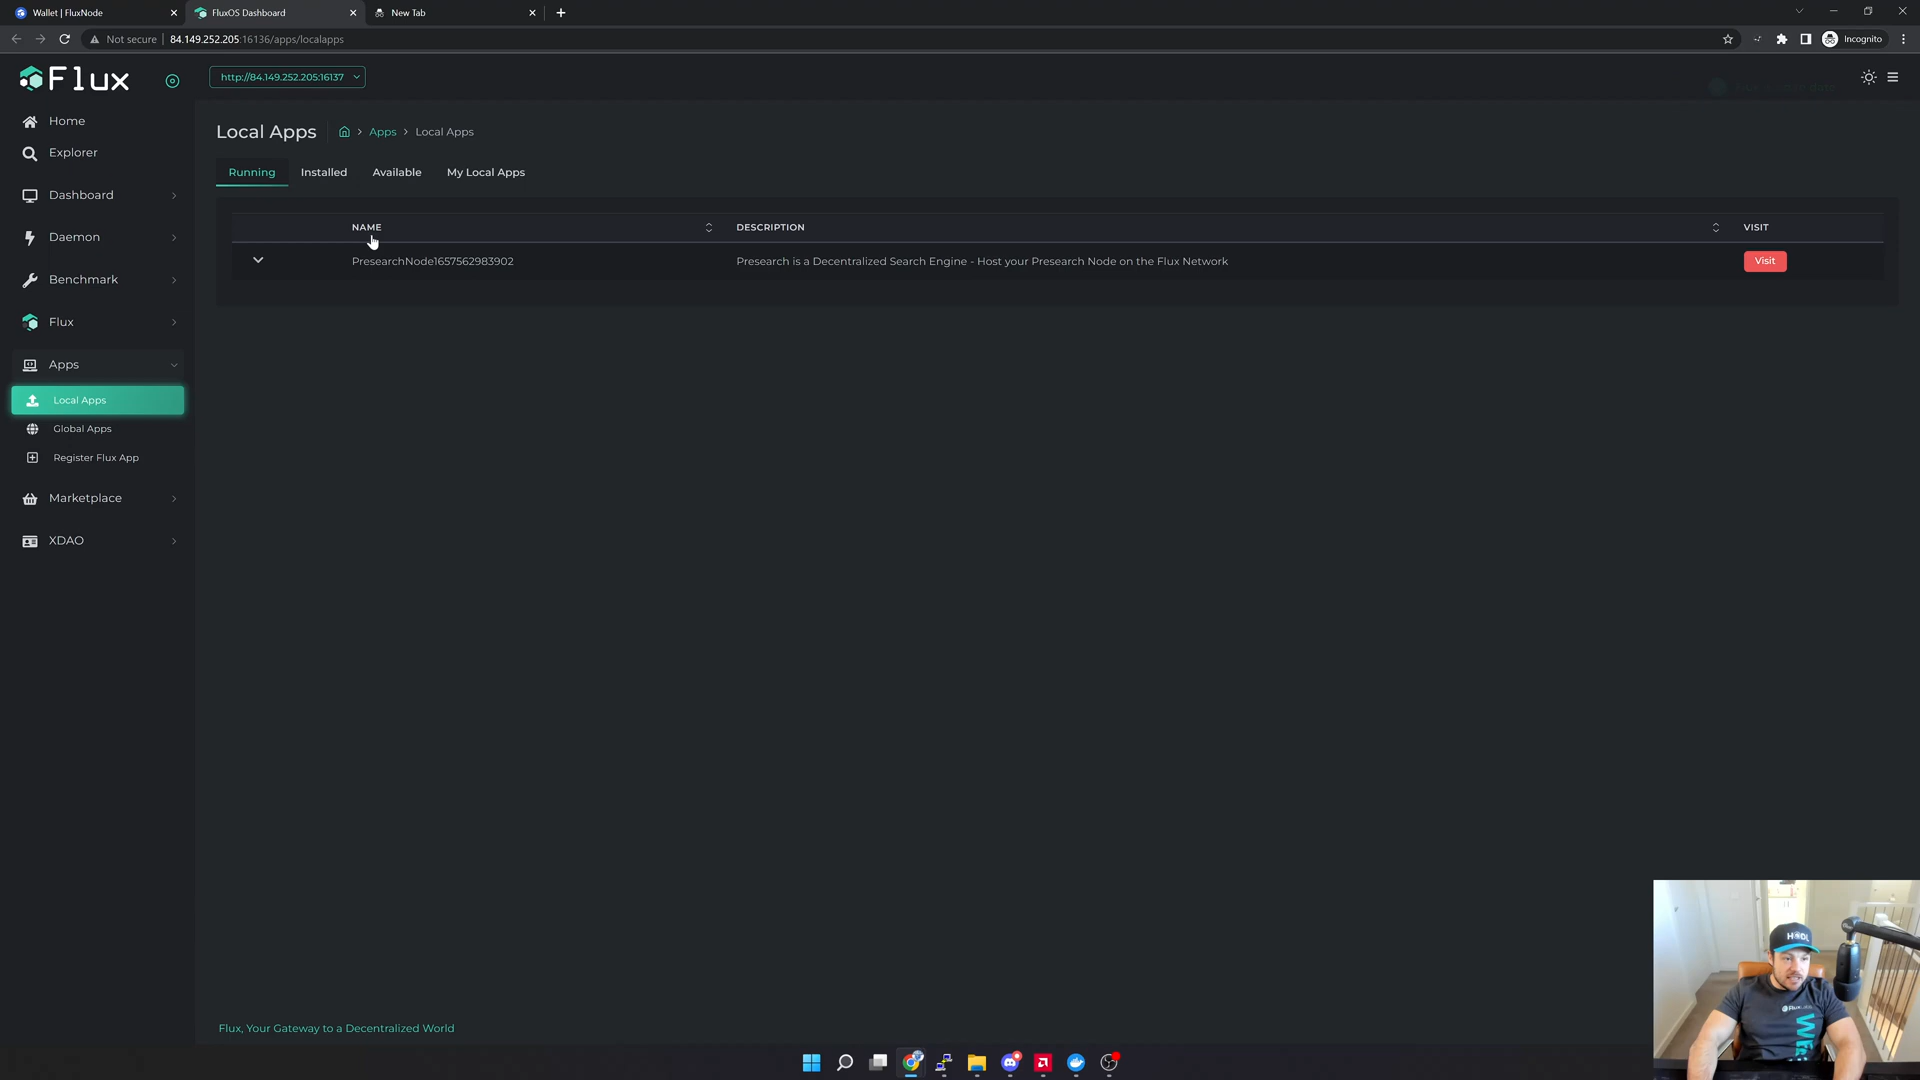 Wallet | FluxNode
FluxOS Dashboard
New Tab
Not secure
84.149.252.205:16136/apps/localapps
Incognito
Flux
http://84.149.252.205:16137
Home
Explorer
Dashboard
Daemon
Benchmark
Flux
Apps
Local Apps
Global Apps
Register Flux App
Marketplace
XDAO
Local Apps
Apps > Local Apps
Running Installed Available My Local Apps
NAME DESCRIPTION VISIT
PresearchNode1657562983902 Presearch is a Decentralized Search Engine - Host your Presearch Node on the Flux Network Visit
Flux, Your Gateway to a Decentralized World
HODL